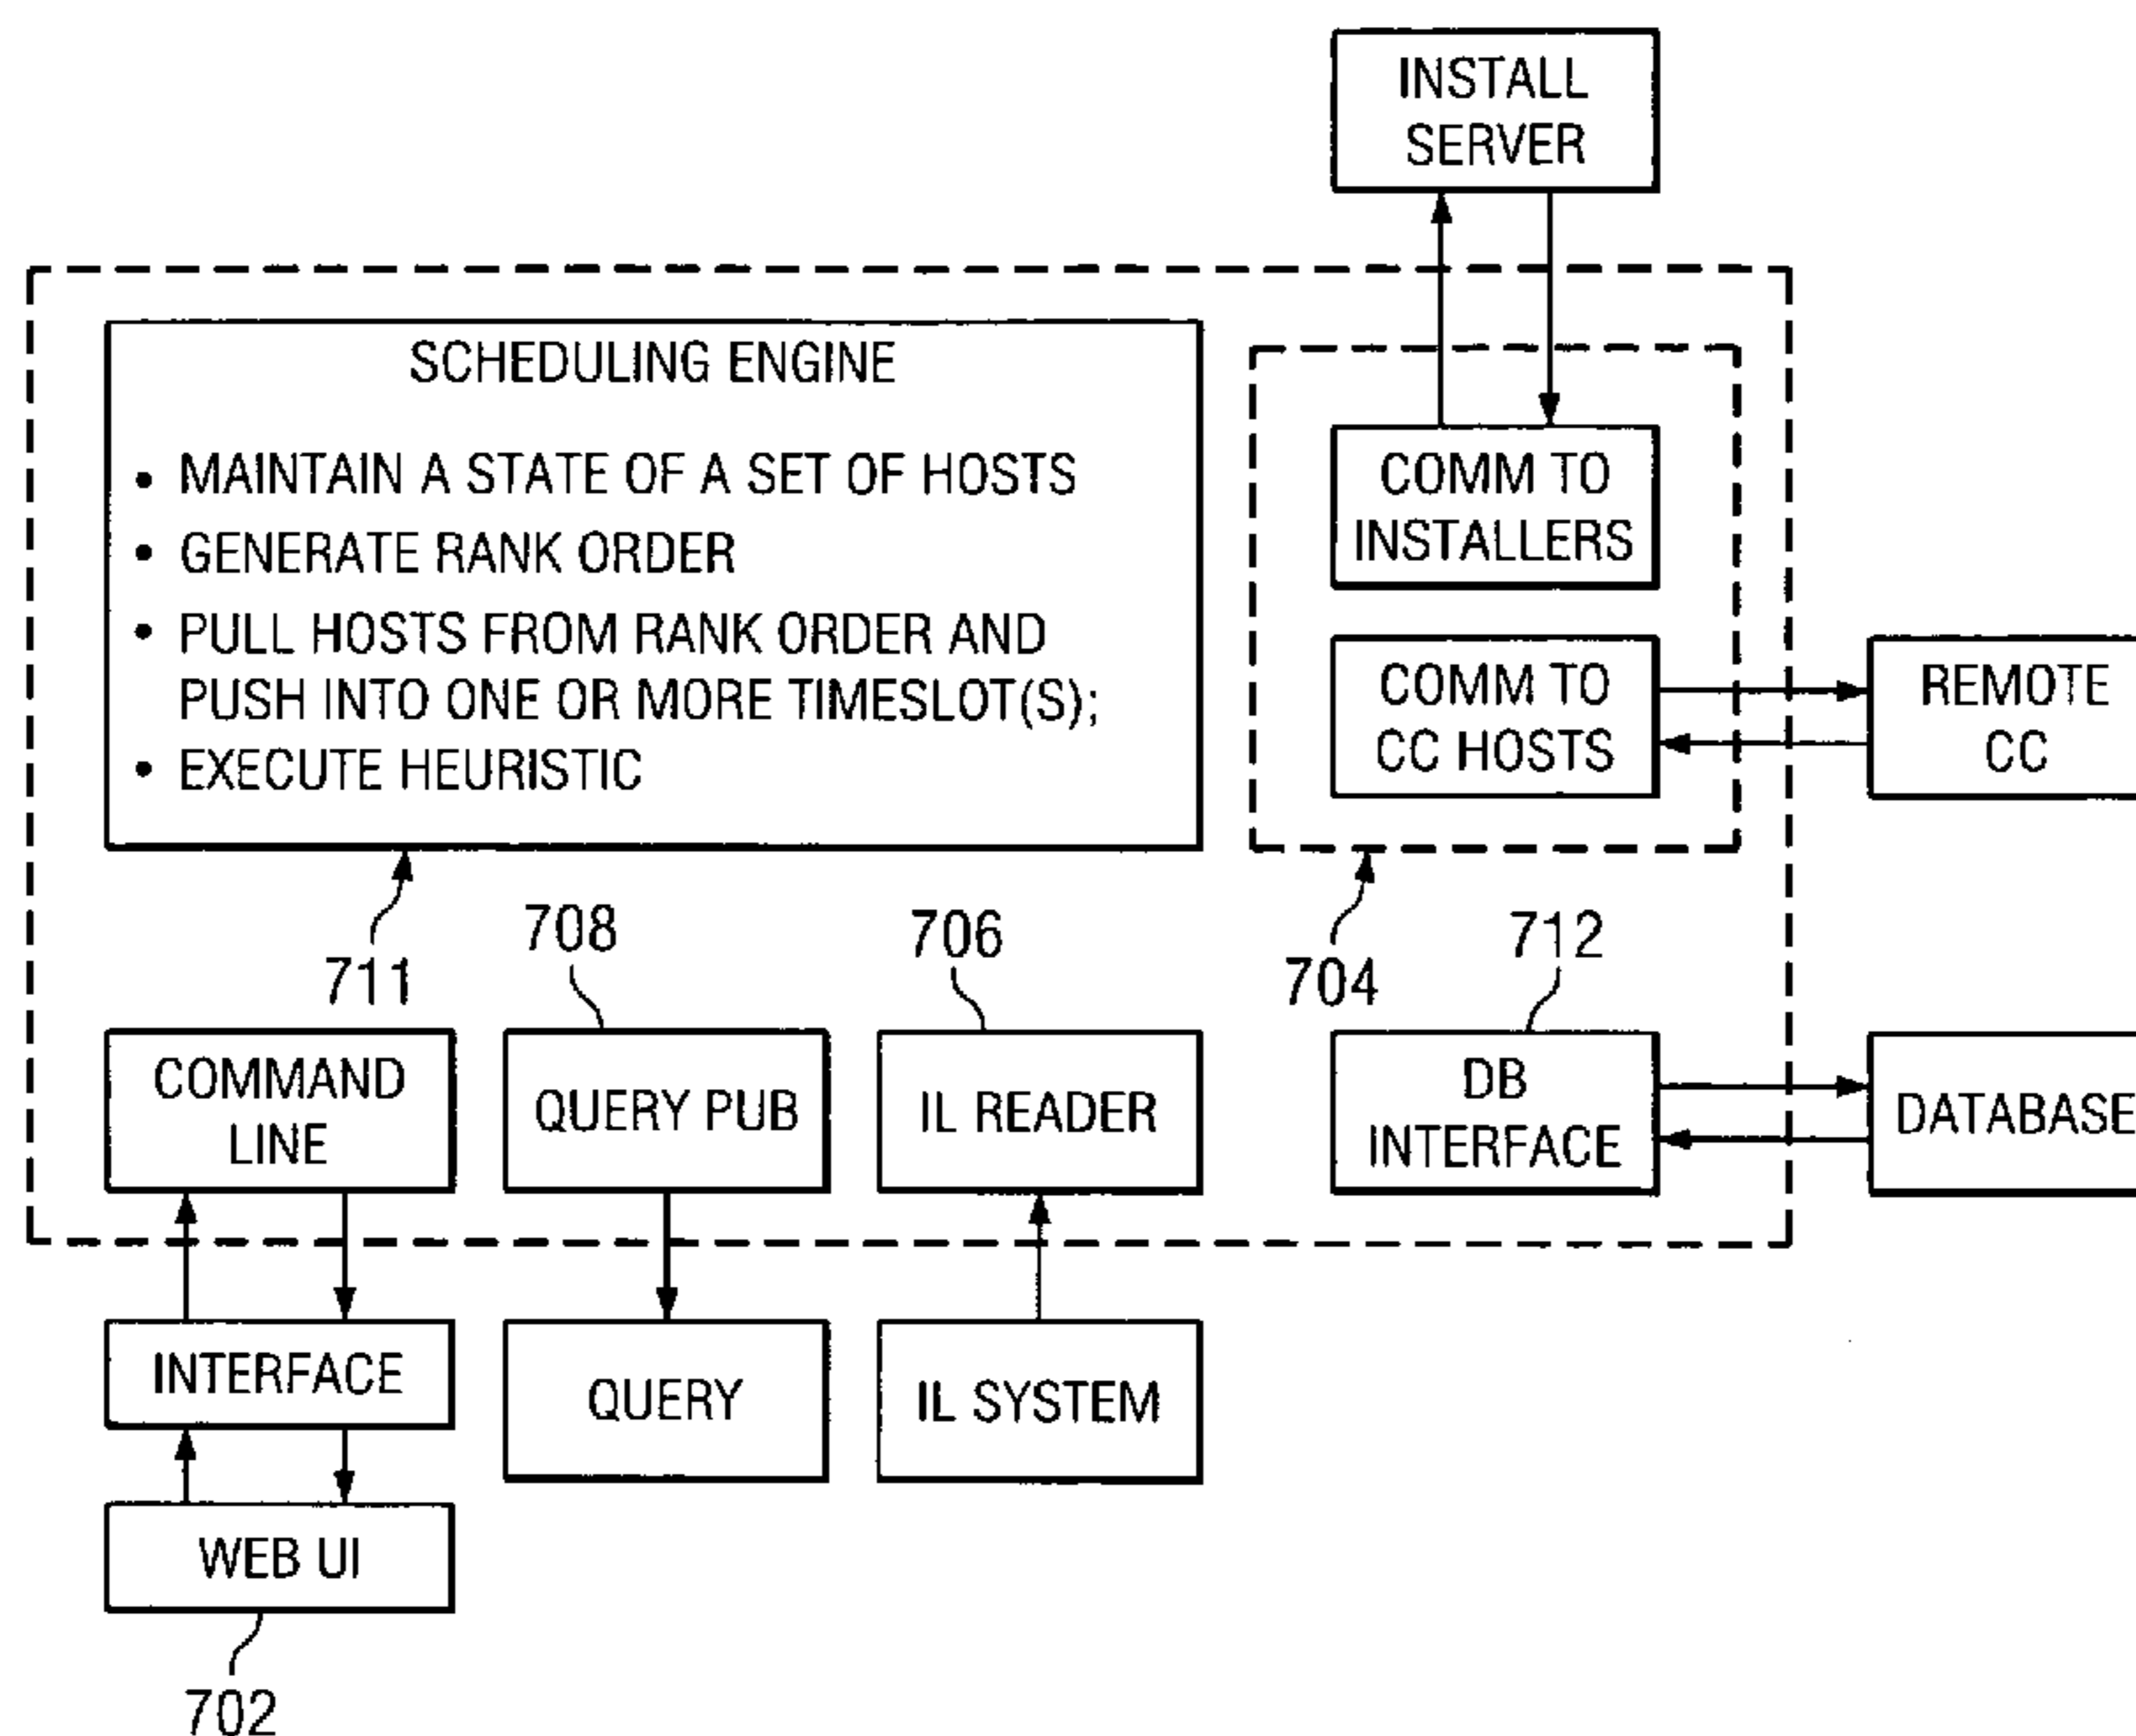 INSTALL
SERVER
SCHEDULING ENGINE
• MAINTAIN A STATE OF A SET OF HOSTS
• GENERATE RANK ORDER
• PULL HOSTS FROM RANK ORDER AND
PUSH INTO ONE OR MORE TIMESLOT(S);
• EXECUTE HEURISTIC
COMM TO
INSTALLERS
COMM TO
CC HOSTS
REMOTE
CC
711
708
706
704
712
COMMAND
LINE
QUERY PUB
IL READER
DB
INTERFACE
DATABASE
INTERFACE
QUERY
IL SYSTEM
WEB UI
702